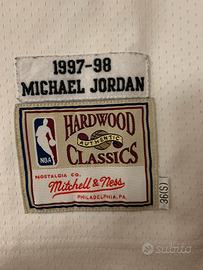 1997-98
MICHAEL JORDAN
HARDWOOD
AUTHENTIC
CLASSICS
NBA
NOSTALGIA CO.
Mitchell & Ness
PHILADELPHIA, PA.
36(S)
subito